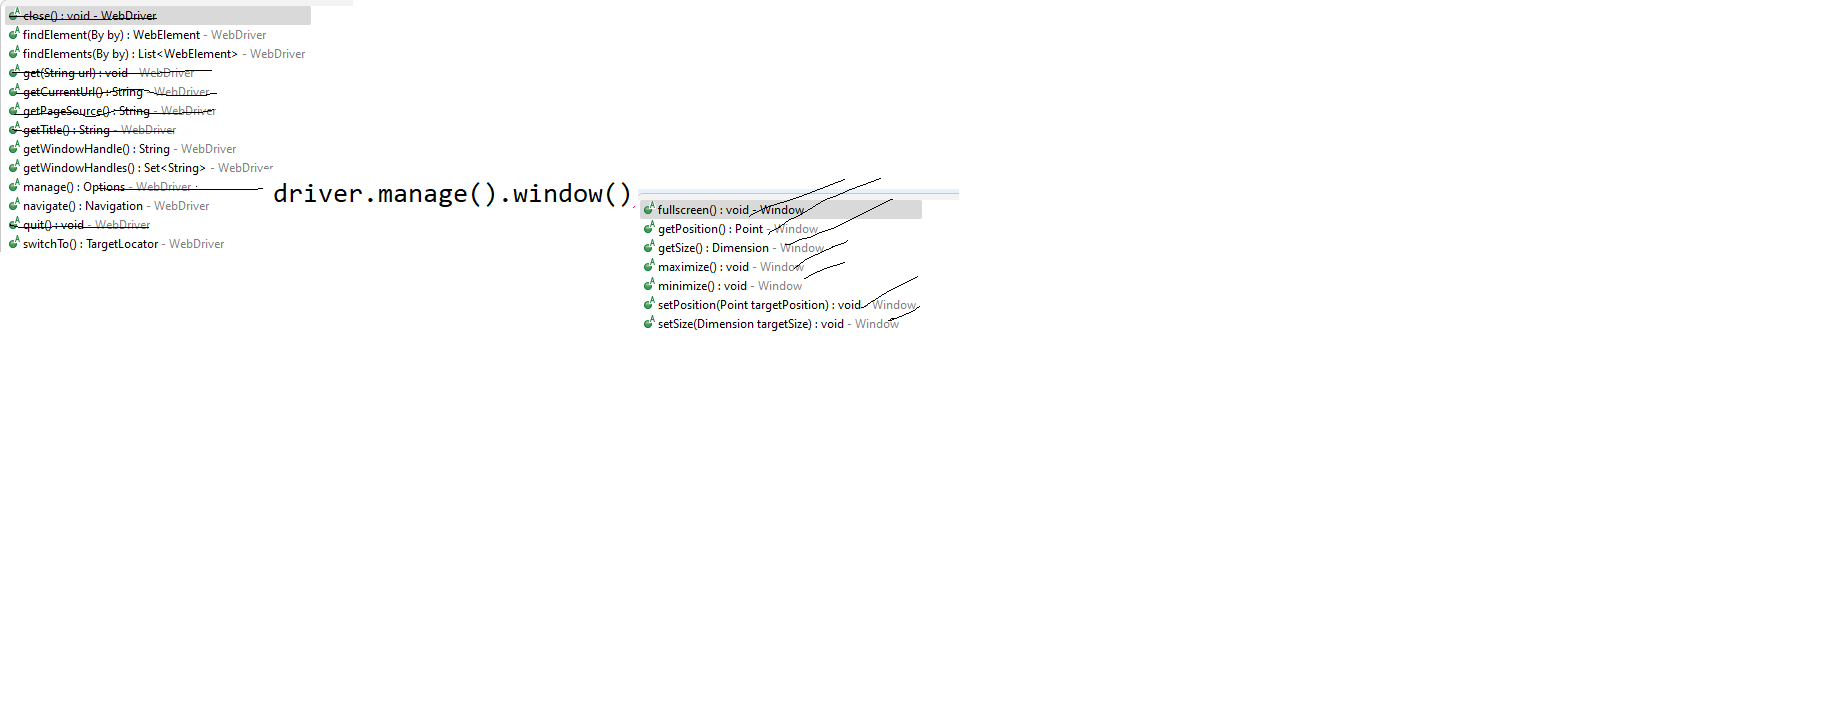 close() : void - WebDriver
findElement(By by) : WebElement - WebDriver
findElements(By by) : List<WebElement> - WebDriver
get(String url) : void - WebDriver
getCurrentUrl() : String - WebDriver
getPageSource() : String - WebDriver
getTitle() : String - WebDriver
getWindowHandle() : String - WebDriver
getWindowHandles() : Set<String> - WebDriver
manage() : Options - WebDriver
navigate() : Navigation - WebDriver
quit() : void - WebDriver
switchTo() : TargetLocator - WebDriver
driver.manage().window()
fullscreen() : void - Window
getPosition() : Point - Window
getSize() : Dimension - Window
maximize() : void - Window
minimize() : void - Window
setPosition(Point targetPosition) : void - Window
setSize(Dimension targetSize) : void - Window